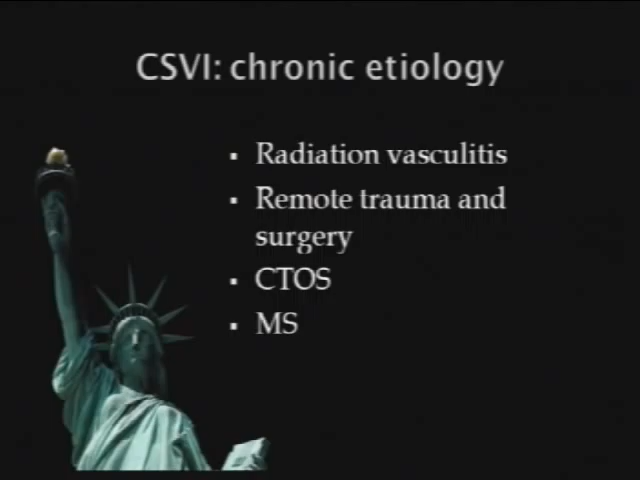 CSVI: chronic etiology
▪ Radiation vasculitis
▪ Remote trauma and
surgery
▪ CTOS
▪ MS